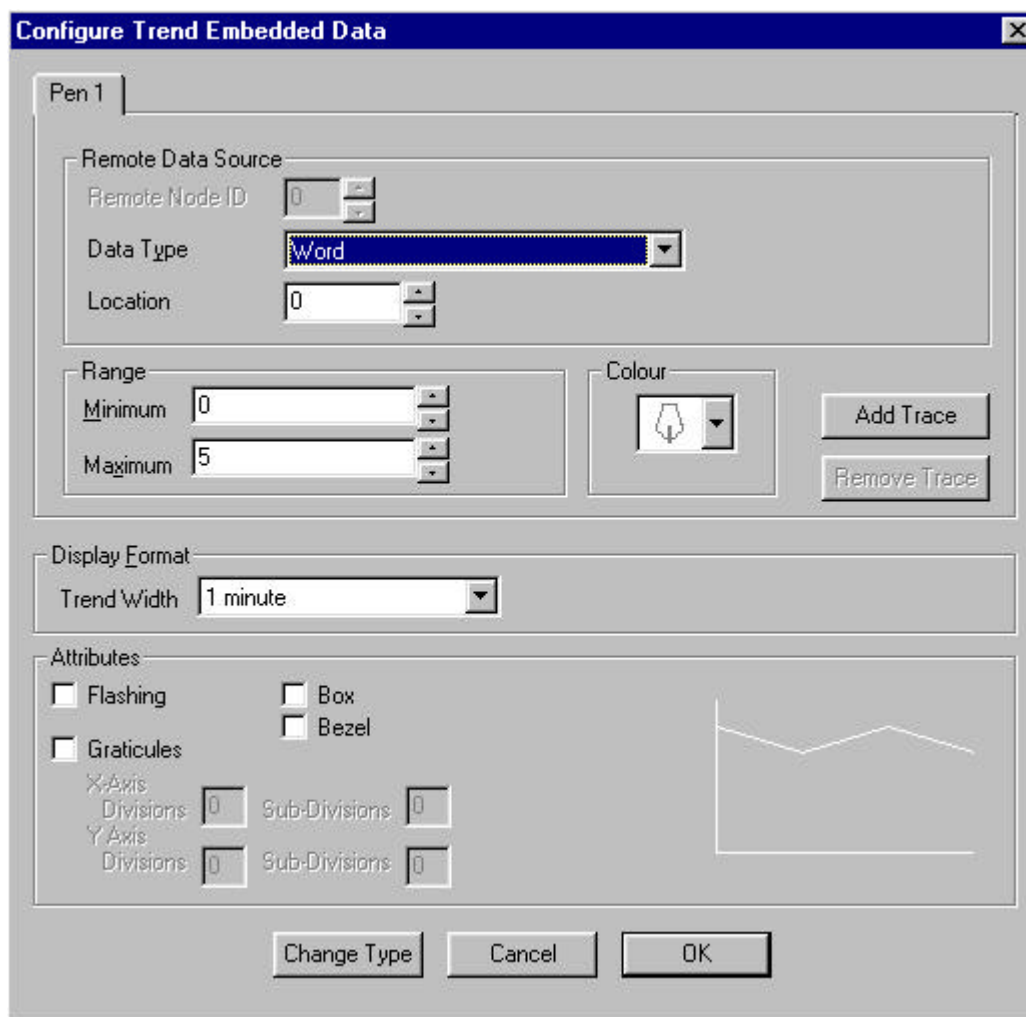 Configure Trend Embedded Data
Pen 1
Remote Data Source
Remote Node ID 0
Data Type Word
Location 0
Range
Minimum 0
Maximum 5
Colour
Add Trace
Remove Trace
Display Format
Trend Width 1 minute
Attributes
Flashing Box
Bezel
Graticules
X-Axis
Divisions 0 Sub-Divisions 0
Y Axis
Divisions 0 Sub-Divisions 0
Change Type Cancel OK